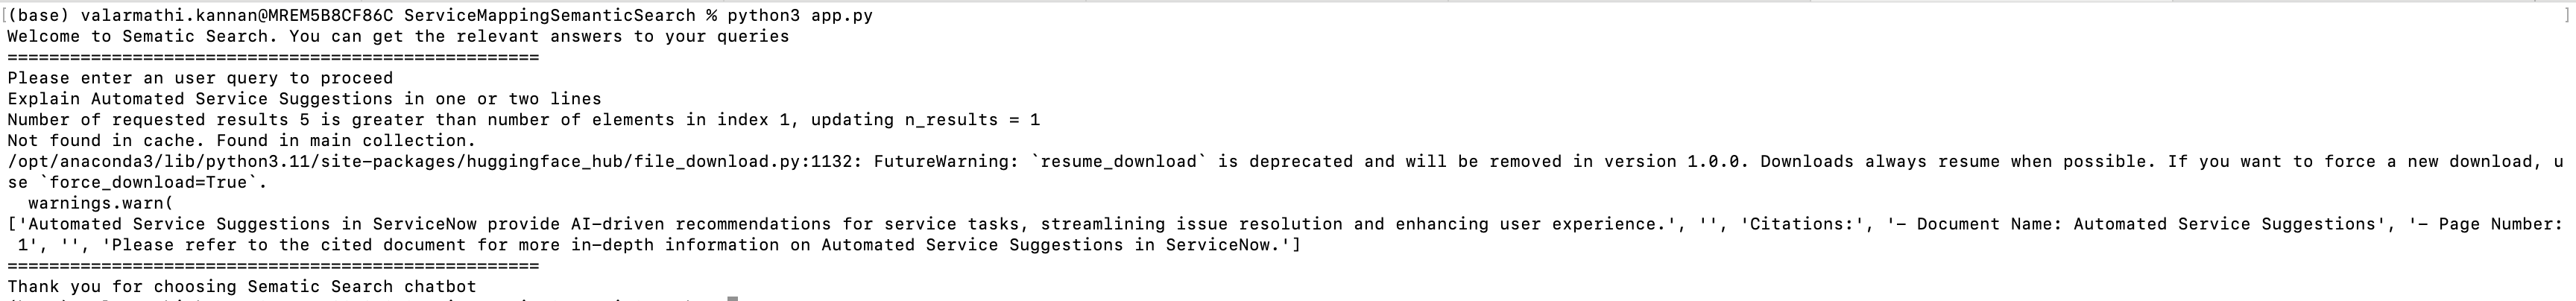 (base) valarmathi.kannan@MREM5B8CF86C ServiceMappingSemanticSearch % python3 app.py
Welcome to Sematic Search. You can get the relevant answers to your queries
===================================================
Please enter an user query to proceed
Explain Automated Service Suggestions in one or two lines
Number of requested results 5 is greater than number of elements in index 1, updating n_results = 1
Not found in cache. Found in main collection.
/opt/anaconda3/lib/python3.11/site-packages/huggingface_hub/file_download.py:1132: FutureWarning: `resume_download` is deprecated and will be removed in version 1.0.0. Downloads always resume when possible. If you want to force a new download, u
se `force_download=True`.
  warnings.warn(
['Automated Service Suggestions in ServiceNow provide AI-driven recommendations for service tasks, streamlining issue resolution and enhancing user experience.', '', 'Citations:', '- Document Name: Automated Service Suggestions', '- Page Number:
 1', '', 'Please refer to the cited document for more in-depth information on Automated Service Suggestions in ServiceNow.']
===================================================
Thank you for choosing Sematic Search chatbot